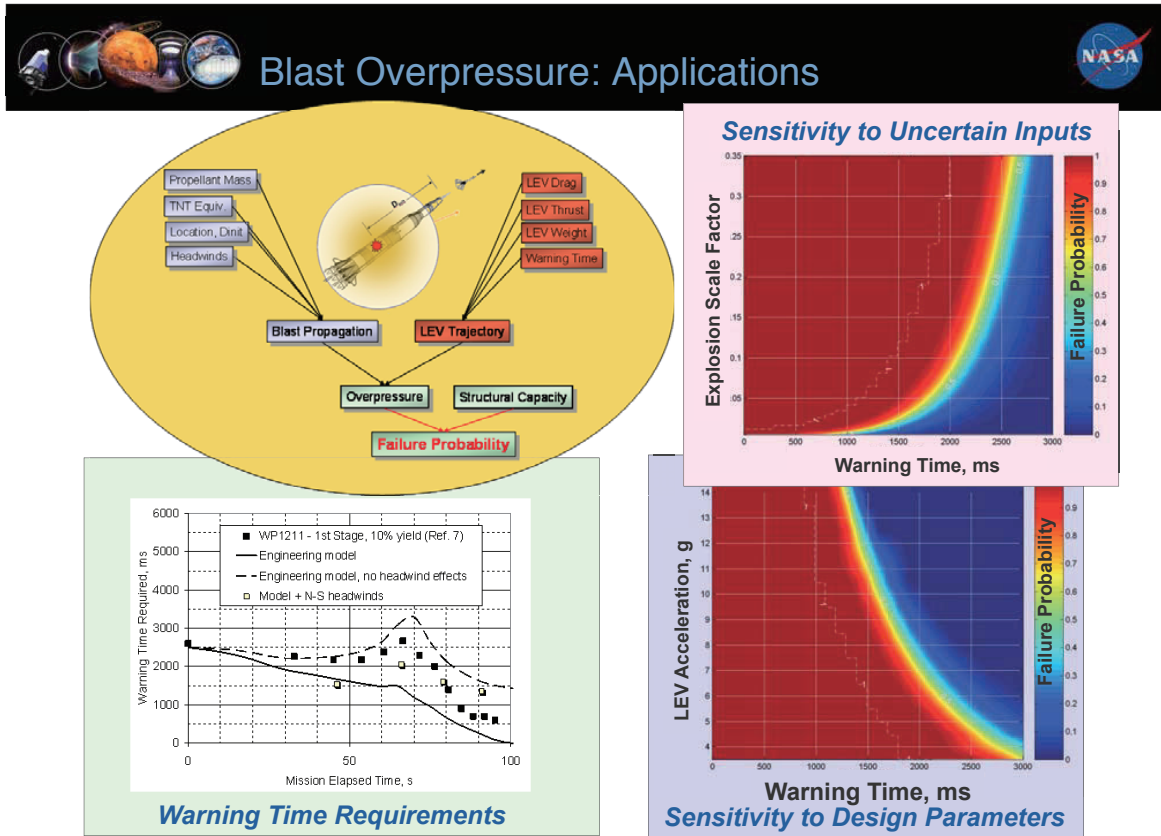 Blast Overpressure: Applications
NASA
Propellant Mass
TNT Equiv.
Location, Dinit
Headwinds
LEV Drag
LEV Thrust
LEV Weight
Warning Time
Blast Propagation
LEV Trajectory
Overpressure
Structural Capacity
Failure Probability
Sensitivity to Uncertain Inputs
0.35
0.3
.25
0.2
.15
0.1
.05
Explosion Scale Factor
0
500
1000
1500
2000
2500
3000
Warning Time, ms
1
0.9
0.8
0.7
0.6
0.5
0.4
0.3
0.2
0.1
0
Failure Probability
6000
5000
4000
3000
2000
1000
0
Warning Time Required, ms
WP1211 - 1st Stage, 10% yield (Ref. 7)
Engineering model
Engineering model, no headwind effects
Model + N-S headwinds
0
50
100
Mission Elapsed Time, s
Warning Time Requirements
14
13
12
11
10
9
8
7
6
5
4
LEV Acceleration, g
0
500
1000
1500
2000
2500
3000
Warning Time, ms
0.9
0.8
0.7
0.6
0.5
0.4
0.3
0.2
0.1
0
Failure Probability
Sensitivity to Design Parameters